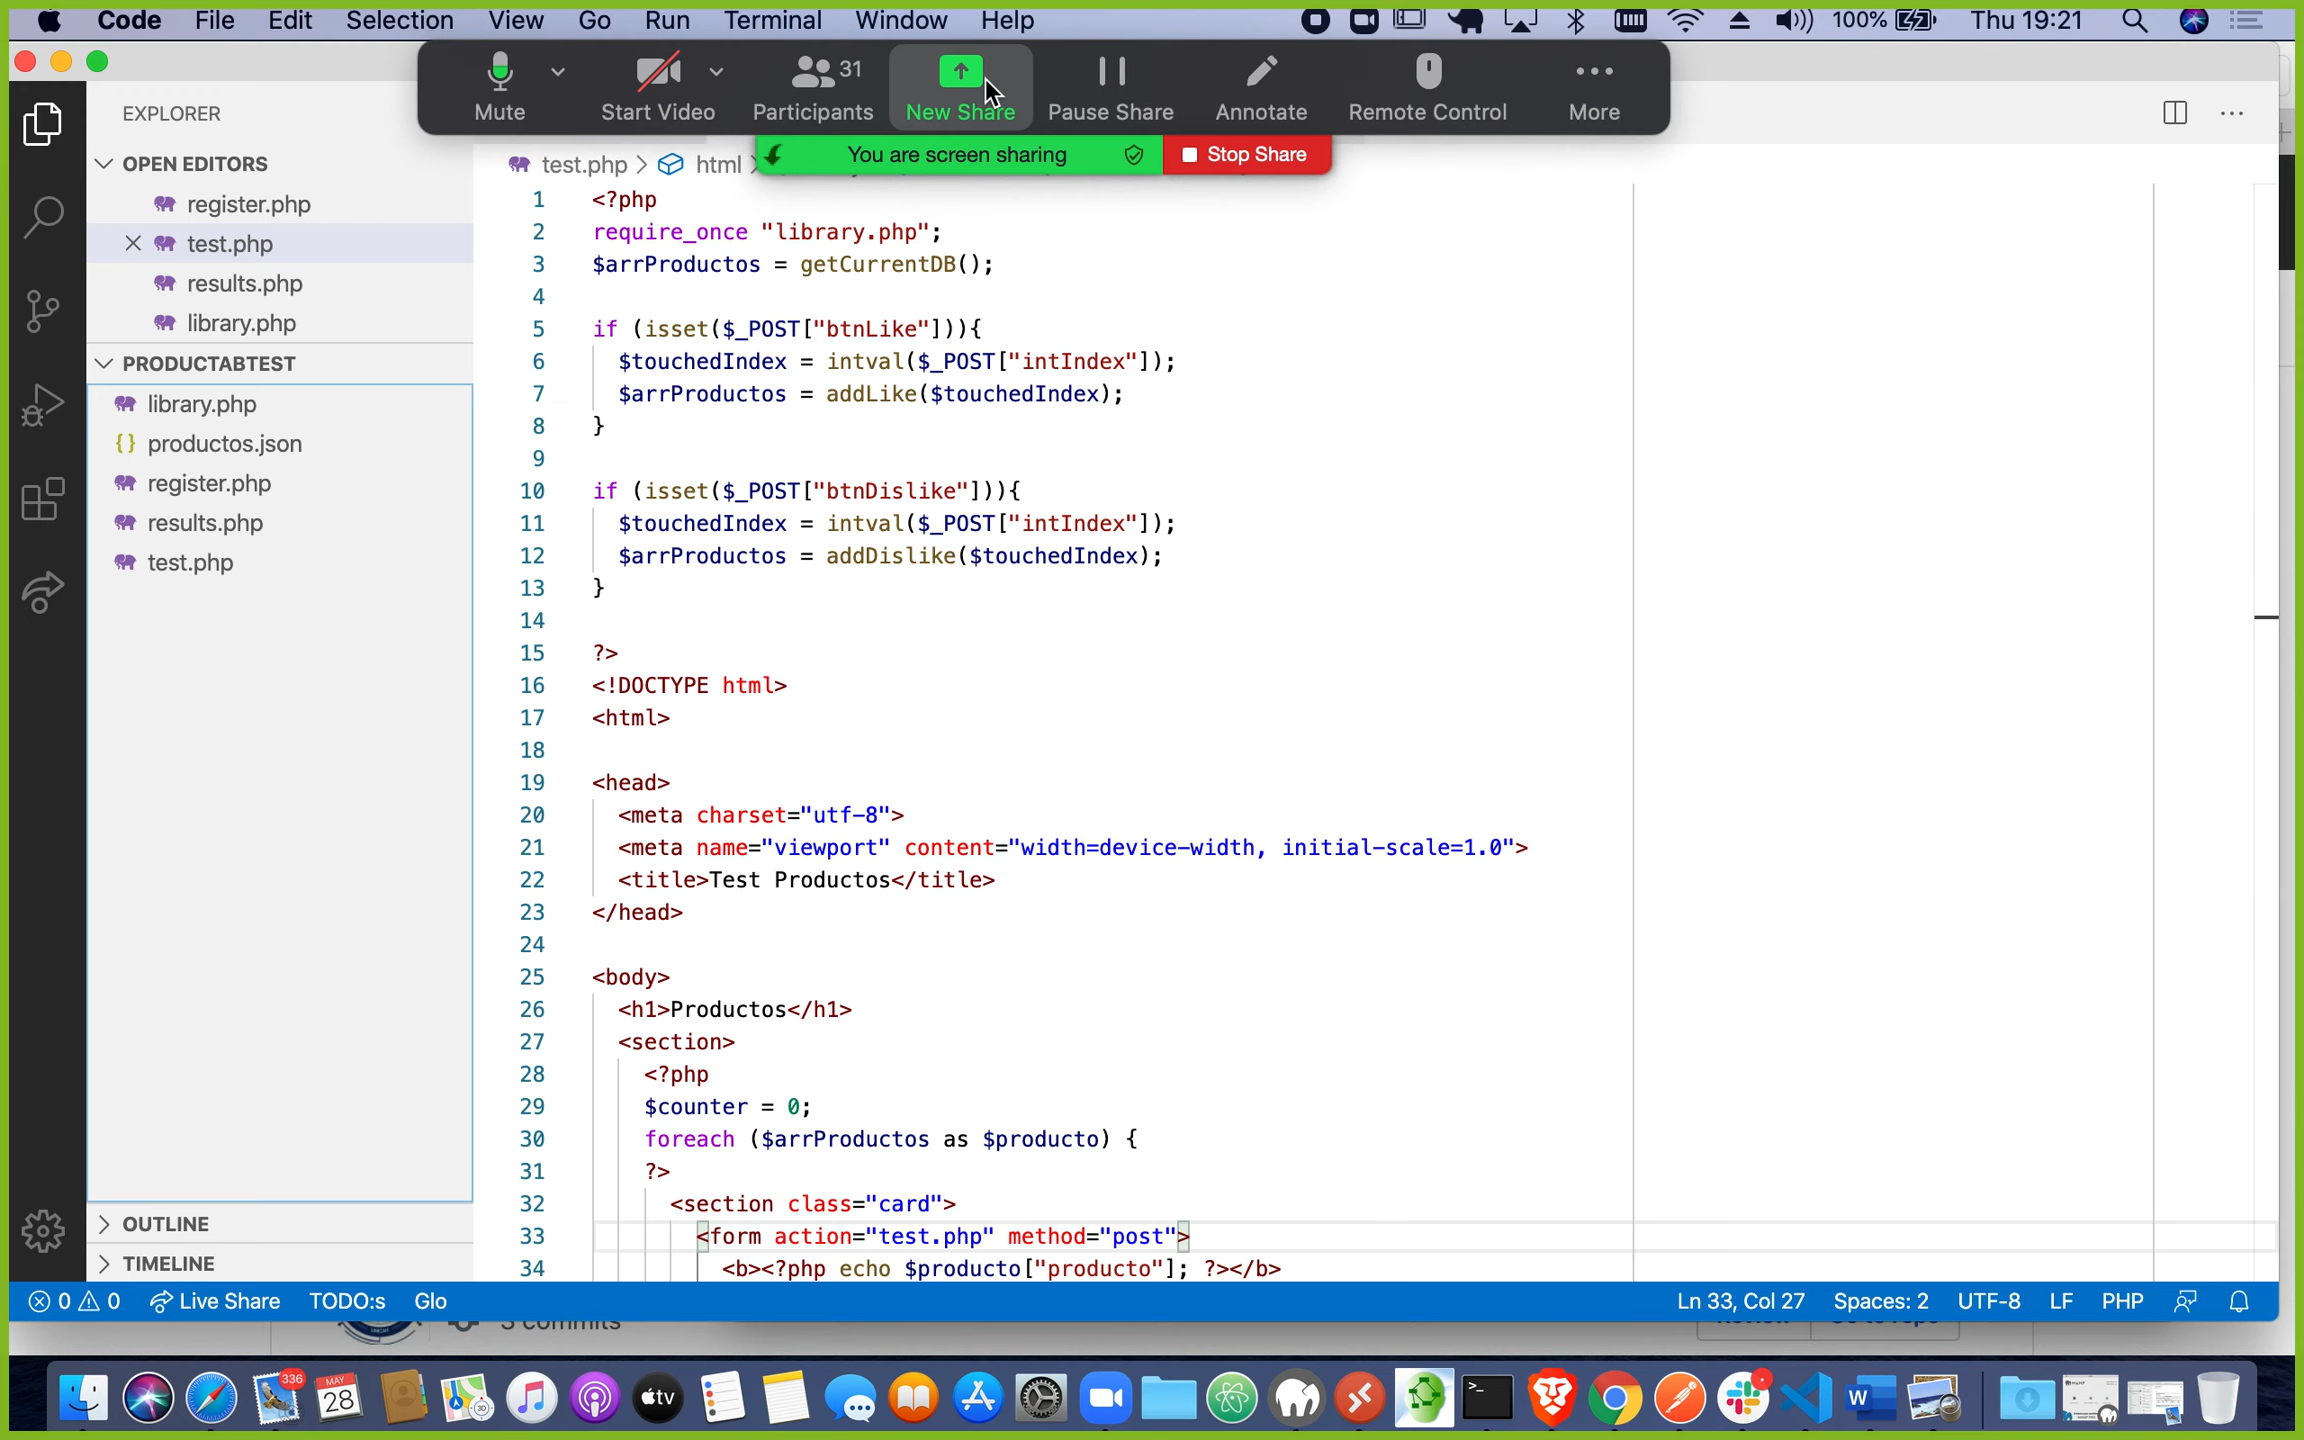 Code File Edit Selection View Go Run Terminal Window Help 100% Thu 19:21
Mute Start Video Participants 31 New Share Pause Share Annotate Remote Control More
You are screen sharing Stop Share
EXPLORER
OPEN EDITORS
register.php
test.php
results.php
library.php
PRODUCTABTEST
library.php
{} productos.json
register.php
results.php
test.php
OUTLINE
TIMELINE
test.php > html >
1 <?php
2 require_once "library.php";
3 $arrProductos = getCurrentDB();
4
5 if (isset($_POST["btnLike"])){
6 $touchedIndex = intval($_POST["intIndex"]);
7 $arrProductos = addLike($touchedIndex);
8 }
9
10 if (isset($_POST["btnDislike"])){
11 $touchedIndex = intval($_POST["intIndex"]);
12 $arrProductos = addDislike($touchedIndex);
13 }
14
15 ?>
16 <!DOCTYPE html>
17 <html>
18
19 <head>
20 <meta charset="utf-8">
21 <meta name="viewport" content="width=device-width, initial-scale=1.0">
22 <title>Test Productos</title>
23 </head>
24
25 <body>
26 <h1>Productos</h1>
27 <section>
28 <?php
29 $counter = 0;
30 foreach ($arrProductos as $producto) {
31 ?>
32 <section class="card">
33 <form action="test.php" method="post">
34 <b><?php echo $producto["producto"]; ?></b>
0 0 Live Share TODO:s Glo Ln 33, Col 27 Spaces: 2 UTF-8 LF PHP
3 commits
336 MAY 28 3D tv W